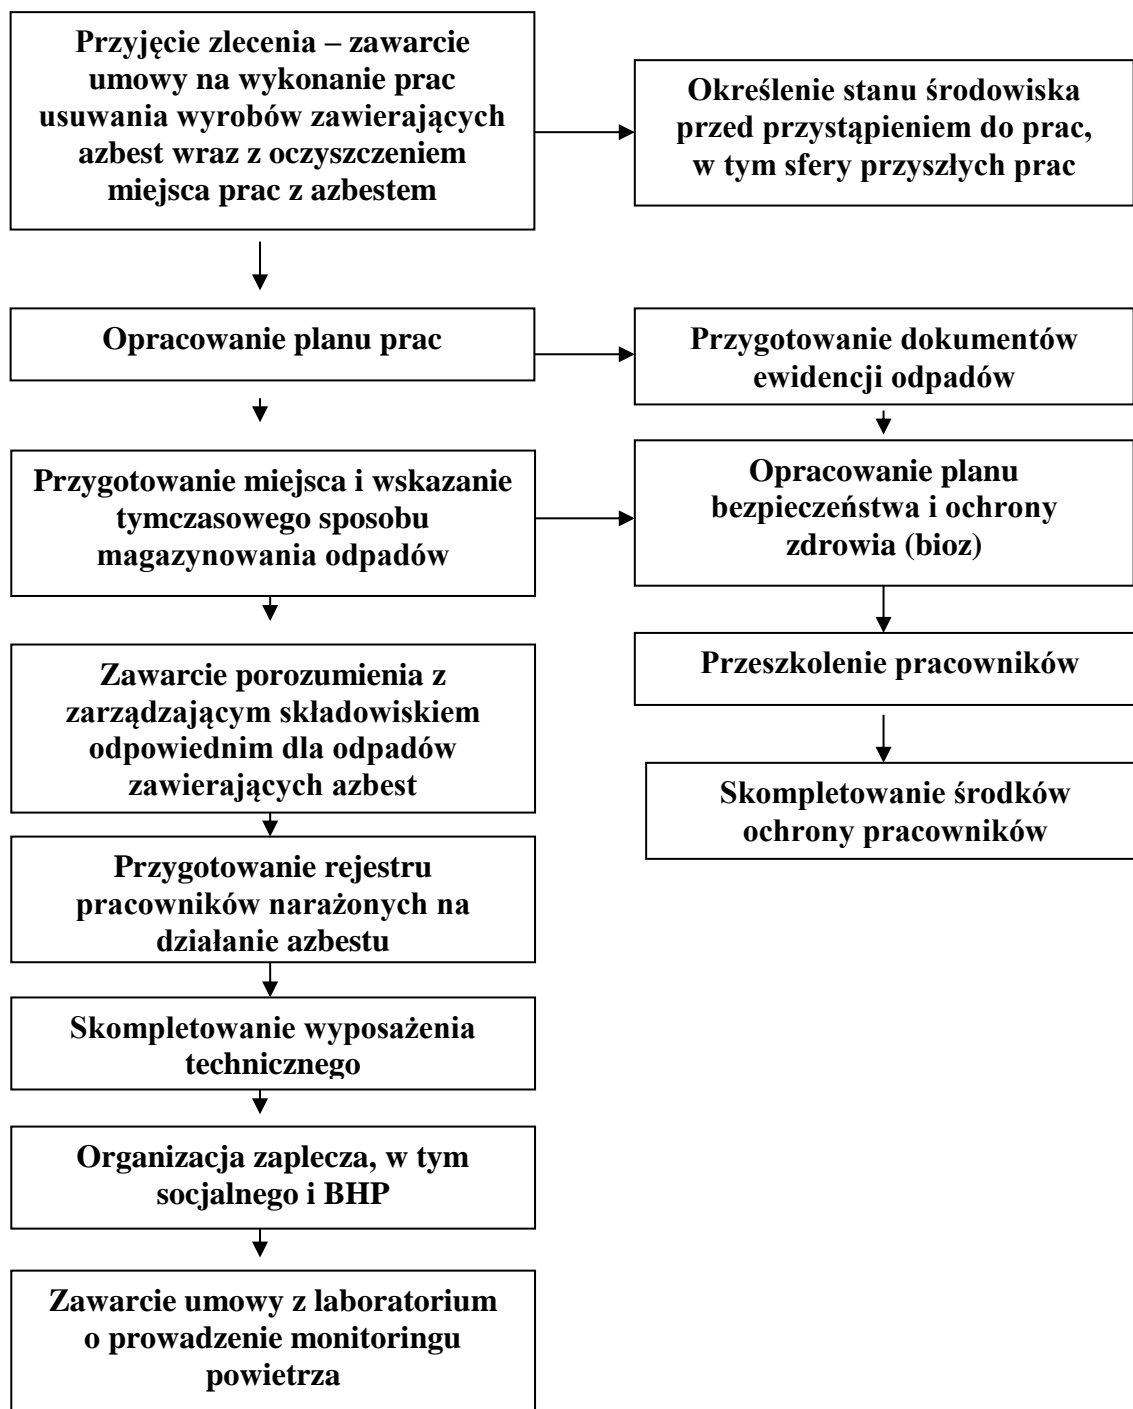 Przyjęcie zlecenia – zawarcie
umowy na wykonanie prac
usuwania wyrobów zawierających
azbest wraz z oczyszczeniem
miejsca prac z azbestem
Określenie stanu środowiska
przed przystąpieniem do prac,
w tym sfery przyszłych prac
Opracowanie planu prac
Przygotowanie dokumentów
ewidencji odpadów
Przygotowanie miejsca i wskazanie
tymczasowego sposobu
magazynowania odpadów
Opracowanie planu
bezpieczeństwa i ochrony
zdrowia (bioz)
Zawarcie porozumienia z
zarządzającym składowiskiem
odpowiednim dla odpadów
zawierających azbest
Przeszkolenie pracowników
Skompletowanie środków
ochrony pracowników
Przygotowanie rejestru
pracowników narażonych na
działanie azbestu
Skompletowanie wyposażenia
technicznego
Organizacja zaplecza, w tym
socjalnego i BHP
Zawarcie umowy z laboratorium
o prowadzenie monitoringu
powietrza